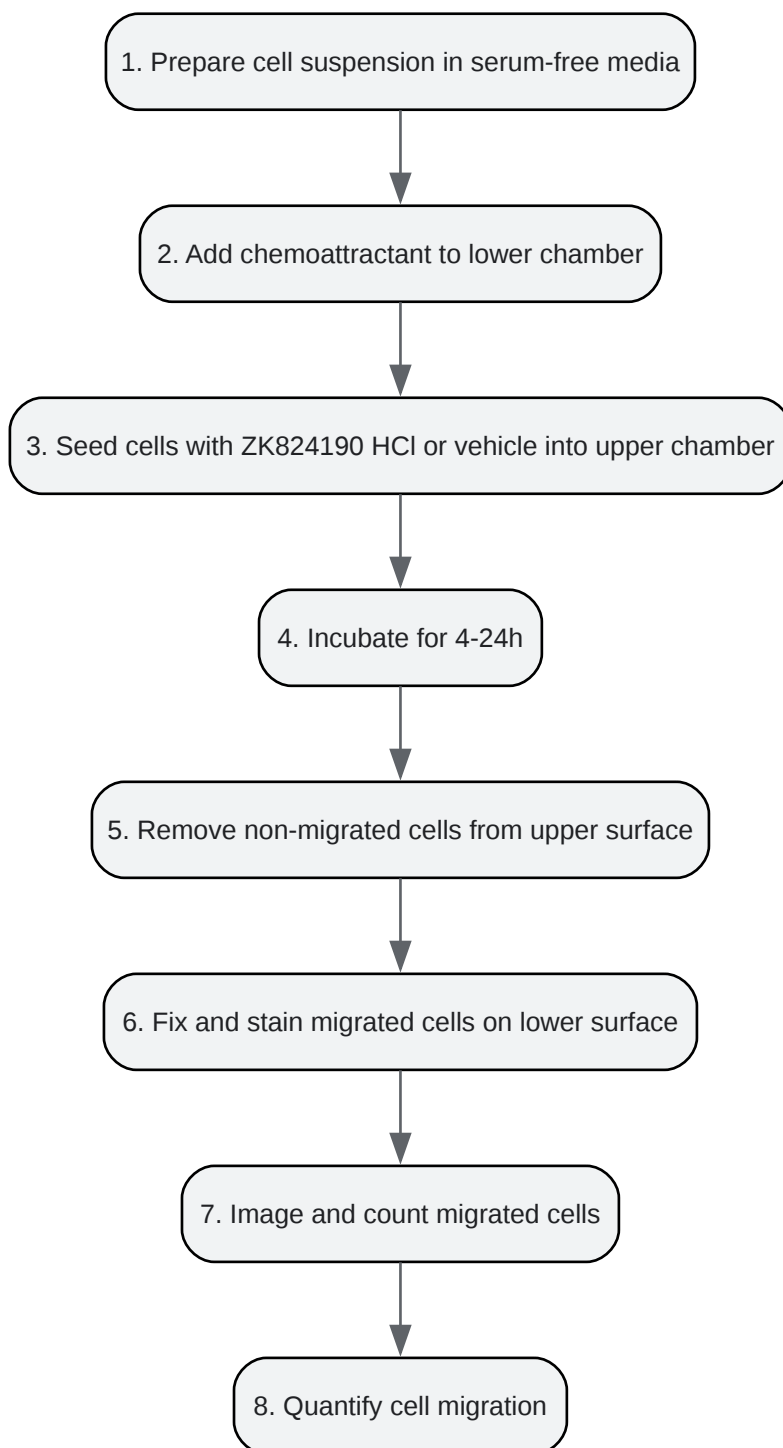 1. Prepare cell suspension in serum-free media
2. Add chemoattractant to lower chamber
3. Seed cells with ZK824190 HCl or vehicle into upper chamber
4. Incubate for 4-24h
5. Remove non-migrated cells from upper surface
6. Fix and stain migrated cells on lower surface
7. Image and count migrated cells
8. Quantify cell migration